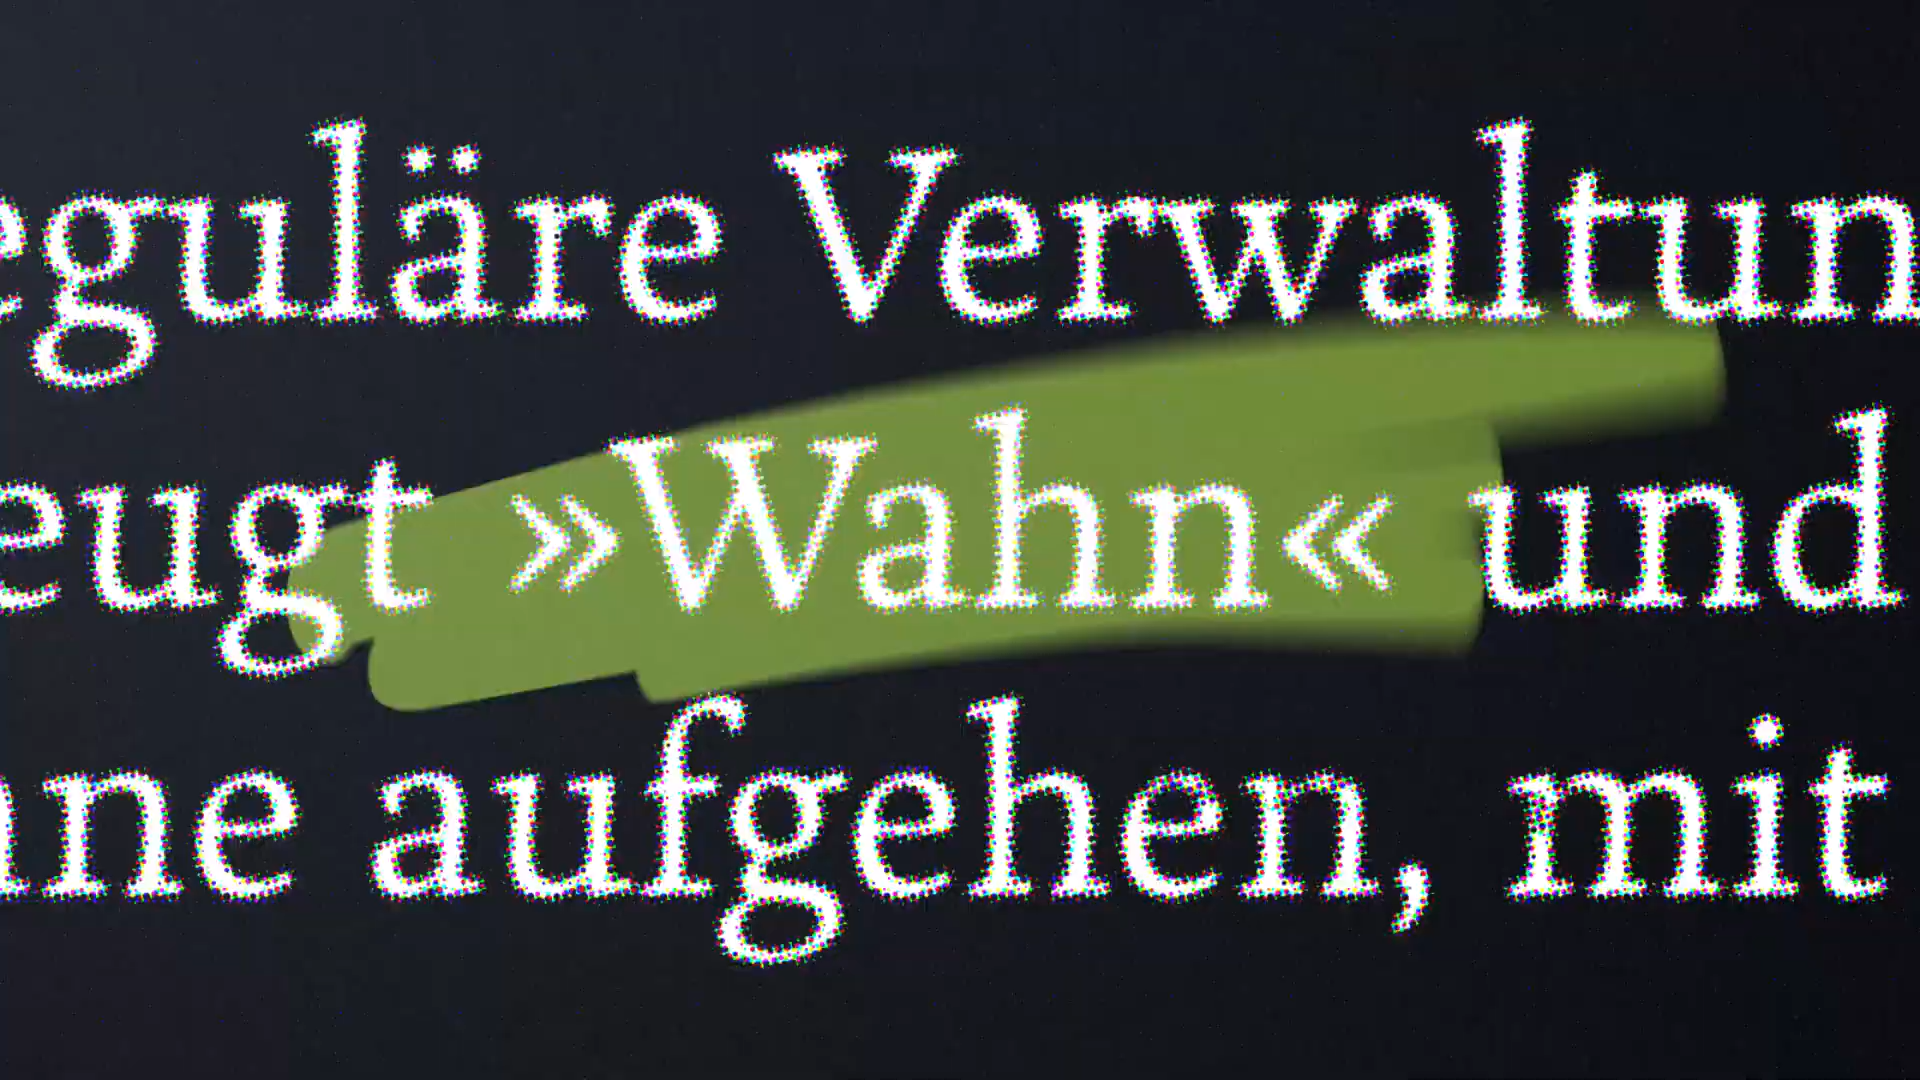 eguläre Verwaltun
eugt »Wahn« und
ne aufgehen, mit